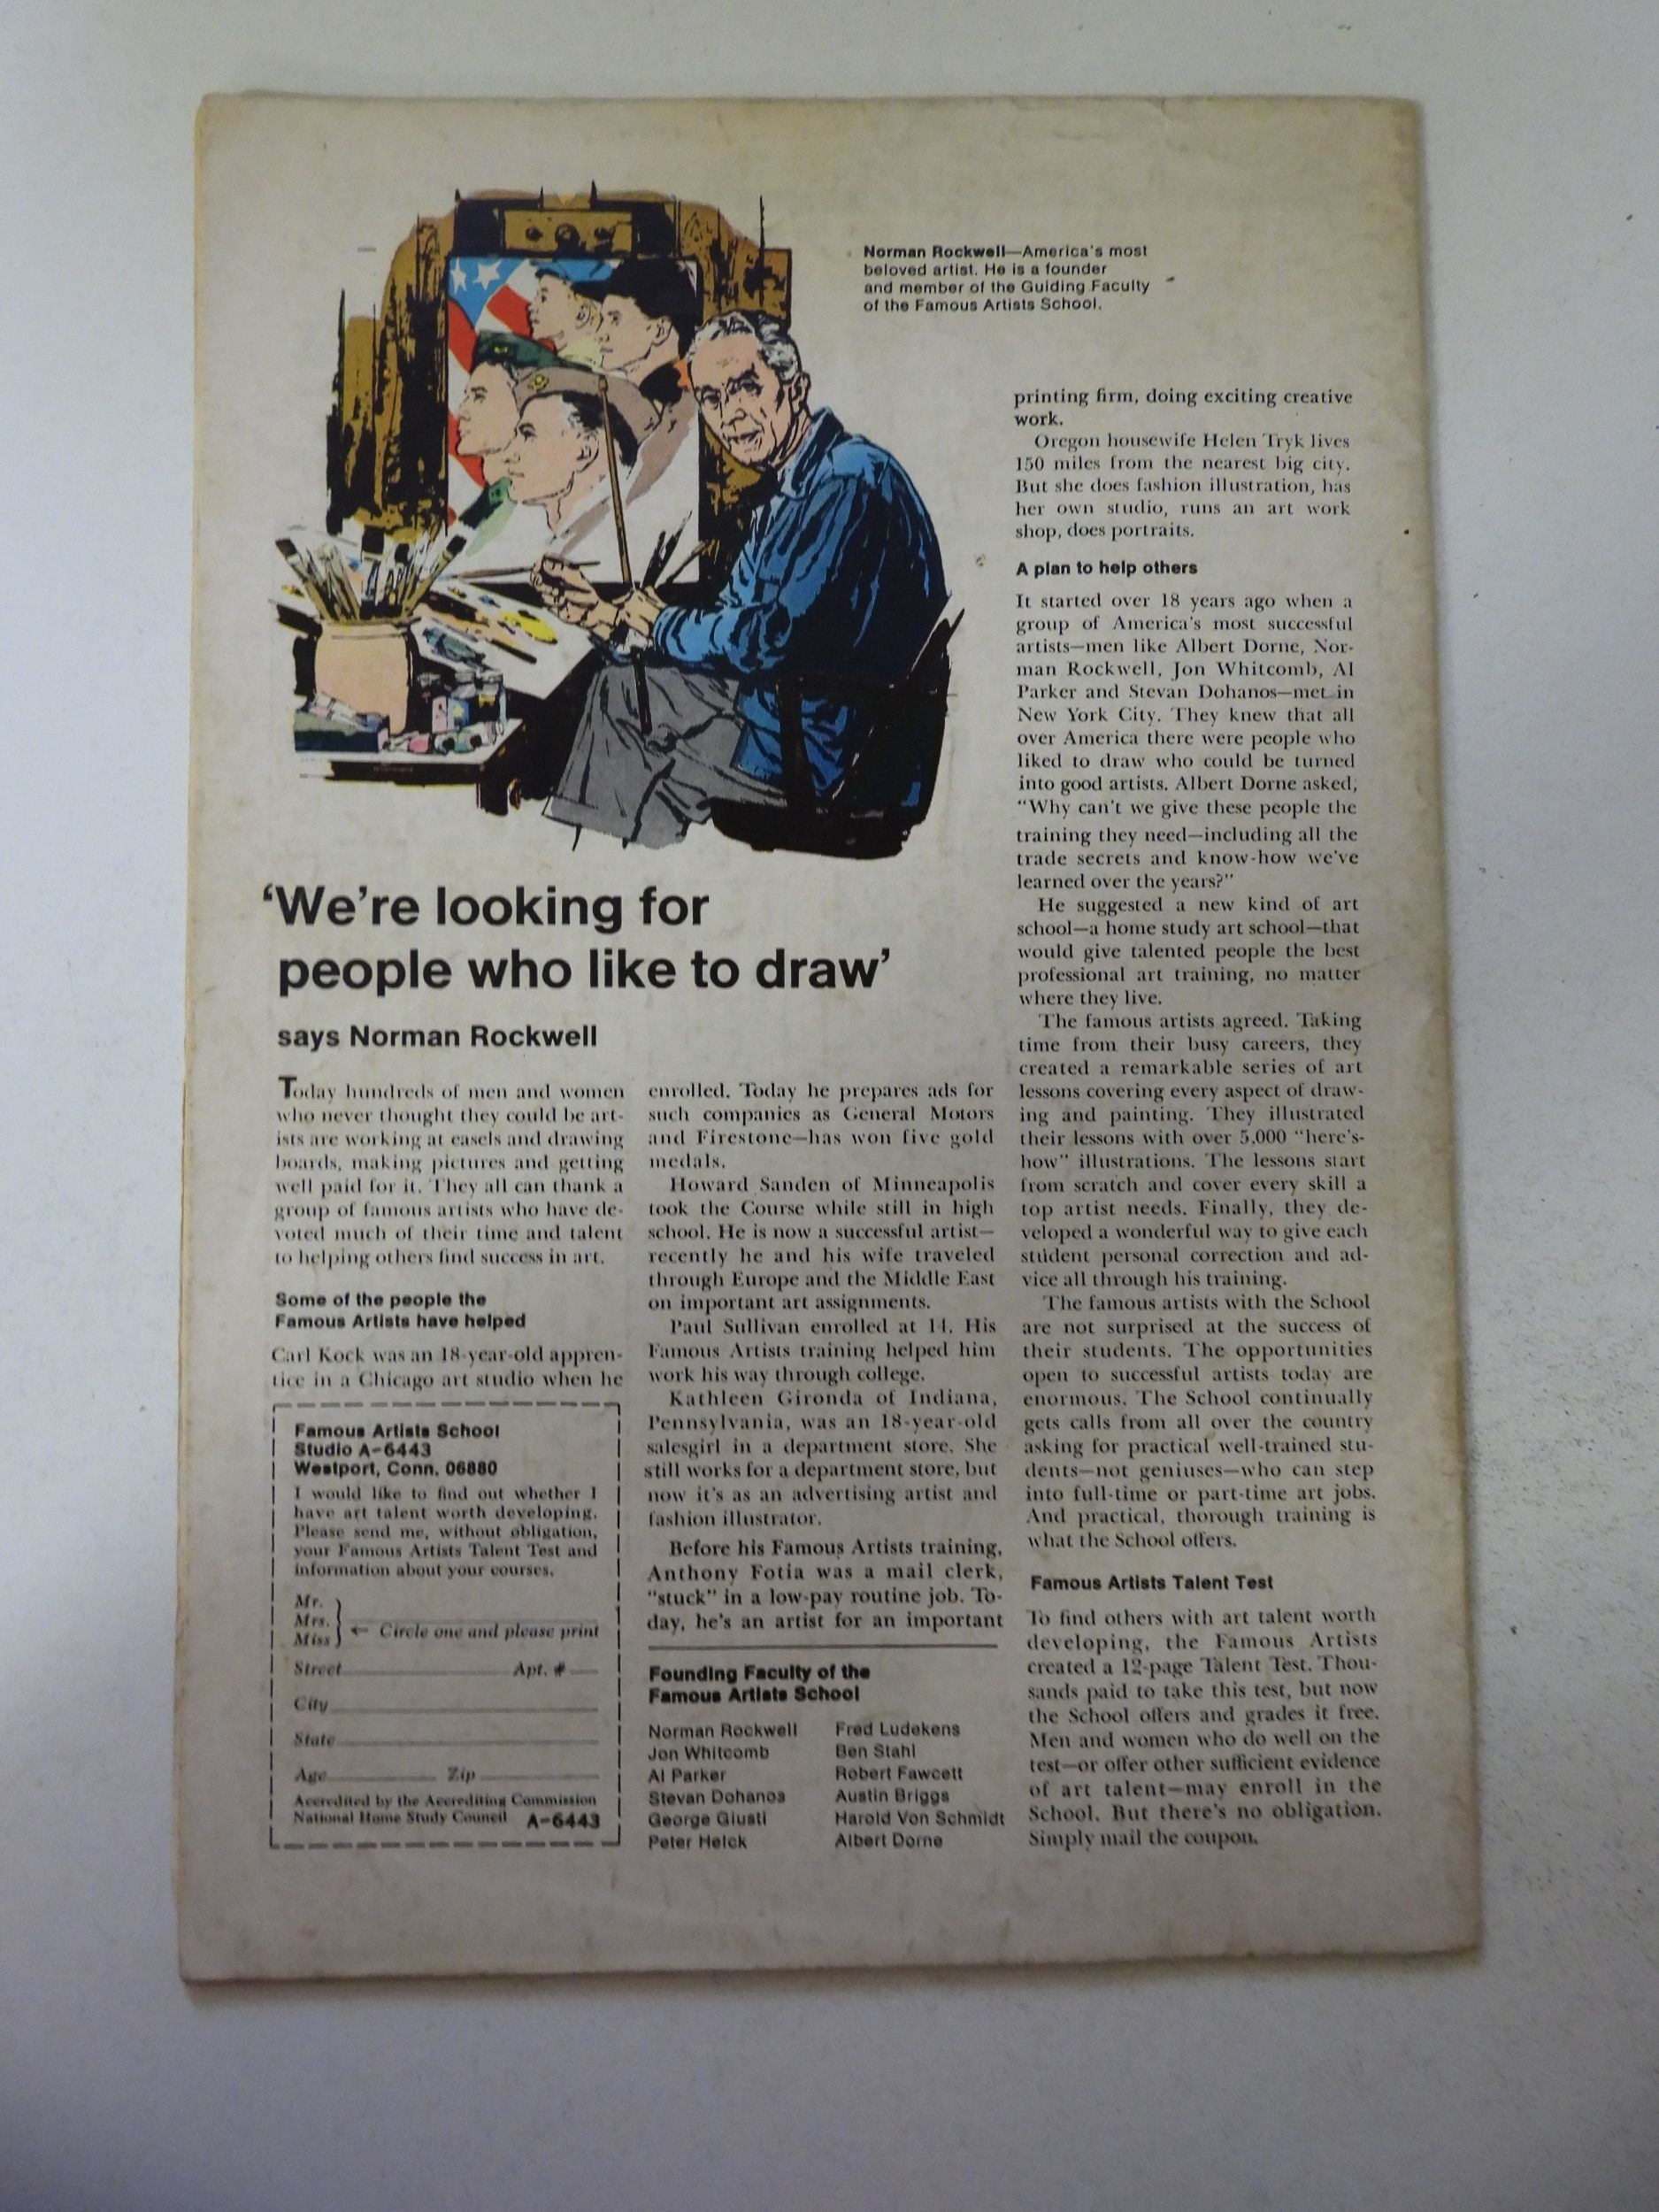 Norman Rockwell—America's most
beloved artist. He is a founder
and member of the Guiding Faculty
of the Famous Artists School.
'We're looking for
people who like to draw'
says Norman Rockwell
Today hundreds of men and women
who never thought they could be art-
ists are working at easels and drawing
boards, making pictures and getting
well paid for it. They all can thank a
group of famous artists who have de-
voted much of their time and talent
to helping others find success in art.
Some of the people the
Famous Artists have helped
Carl Kock was an 18-year-old appren-
tice in a Chicago art studio when he
enrolled. Today he prepares ads for
such companies as General Motors
and Firestone—has won five gold
medals.
Howard Sanden of Minneapolis
took the Course while still in high
school. He is now a successful artist—
recently he and his wife traveled
through Europe and the Middle East
on important art assignments.
Paul Sullivan enrolled at 14. His
Famous Artists training helped him
work his way through college.
Kathleen Gironda of Indiana,
Pennsylvania, was an 18-year-old
salesgirl in a department store. She
still works for a department store, but
now it's as an advertising artist and
fashion illustrator.
Before his Famous Artists training,
Anthony Fotia was a mail clerk,
"stuck" in a low-pay routine job. To-
day, he's an artist for an important
printing firm, doing exciting creative
work.
Oregon housewife Helen Tryk lives
150 miles from the nearest big city.
But she does fashion illustration, has
her own studio, runs an art work
shop, does portraits.
A plan to help others
It started over 18 years ago when a
group of America's most successful
artists—men like Albert Dorne, Nor-
man Rockwell, Jon Whitcomb, Al
Parker and Stevan Dohanos—met in
New York City. They knew that all
over America there were people who
liked to draw who could be turned
into good artists. Albert Dorne asked,
"Why can't we give these people the
training they need—including all the
trade secrets and know-how we've
learned over the years?"
He suggested a new kind of art
school—a home study art school—that
would give talented people the best
professional art training, no matter
where they live.
The famous artists agreed. Taking
time from their busy careers, they
created a remarkable series of art
lessons covering every aspect of draw-
ing and painting. They illustrated
their lessons with over 5,000 "here's-
how" illustrations. The lessons start
from scratch and cover every skill a
top artist needs. Finally, they de-
veloped a wonderful way to give each
student personal correction and ad-
vice all through his training.
The famous artists with the School
are not surprised at the success of
their students. The opportunities
open to successful artists today are
enormous. The School continually
gets calls from all over the country
asking for practical well-trained stu-
dents—not geniuses—who can step
into full-time or part-time art jobs.
And practical, thorough training is
what the School offers.
Famous Artists Talent Test
To find others with art talent worth
developing, the Famous Artists
created a 12-page Talent Test. Thou-
sands paid to take this test, but now
the School offers and grades it free.
Men and women who do well on the
test—or offer other sufficient evidence
of art talent—may enroll in the
School. But there's no obligation.
Simply mail the coupon.
Famous Artists School
Studio A-6443
Westport, Conn. 06880
I would like to find out whether I
have art talent worth developing.
Please send me, without obligation,
your Famous Artists Talent Test and
information about your courses.
Mr.
Mrs.
Miss
← Circle one and please print
Street Apt. #
City
State
Age Zip
Accredited by the Accrediting Commission
National Home Study Council A-6443
Founding Faculty of the
Famous Artists School
Norman Rockwell
Jon Whitcomb
Al Parker
Stevan Dohanos
George Giusti
Peter Helck
Fred Ludekens
Ben Stahl
Robert Fawcett
Austin Briggs
Harold Von Schmidt
Albert Dorne